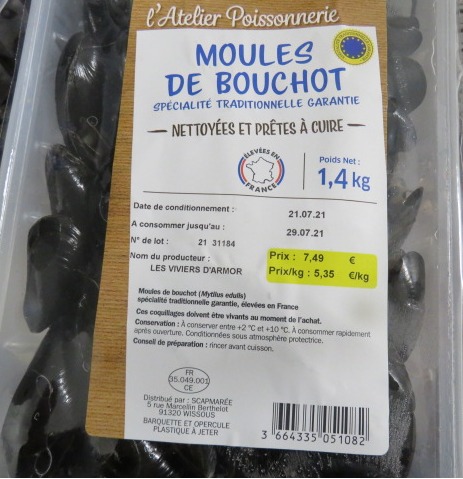 l'Atelier Poissonnerie
MOULES
DE BOUCHOT
SPÉCIALITÉ TRADITIONNELLE GARANTIE
NETTOYÉES ET PRÊTES À CUIRE
ÉLEVÉES EN
FRANCE
Poids Net :
1,4 kg
Date de conditionnement : 21.07.21
A consommer jusqu'au : 29.07.21
N° de lot : 21 31184
Nom du producteur :
LES VIVIERS D'ARMOR
Prix : 7,49 €
Prix/kg : 5,35 €/kg
Moules de bouchot (Mytilus edulis)
spécialité traditionnelle garantie, élevées en France
Ces coquillages doivent être vivants au moment de l'achat.
Conservation : À conserver entre +2 °C et +10 °C. À consommer rapidement
après ouverture. Conditionnées sous atmosphère protectrice.
Conseil de préparation : rincer avant cuisson.
FR
35.049.001
CE
Distribué par : SCAPMARÉE
5 rue Marcellin Berthelot
91320 WISSOUS
BARQUETTE ET OPERCULE
PLASTIQUE À JETER
3 664335 051082